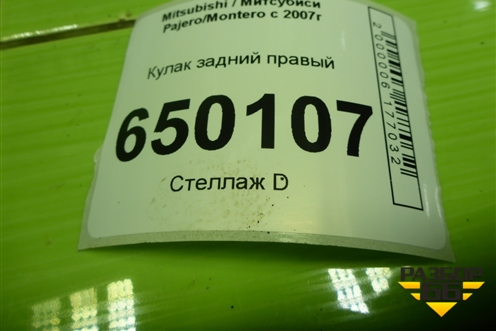 Mitsubishi / Митсубиси
Pajero/Montero с 2007г
Кулак задний правый
650107
Стеллаж D
2000006177032
РАЗБОР
66